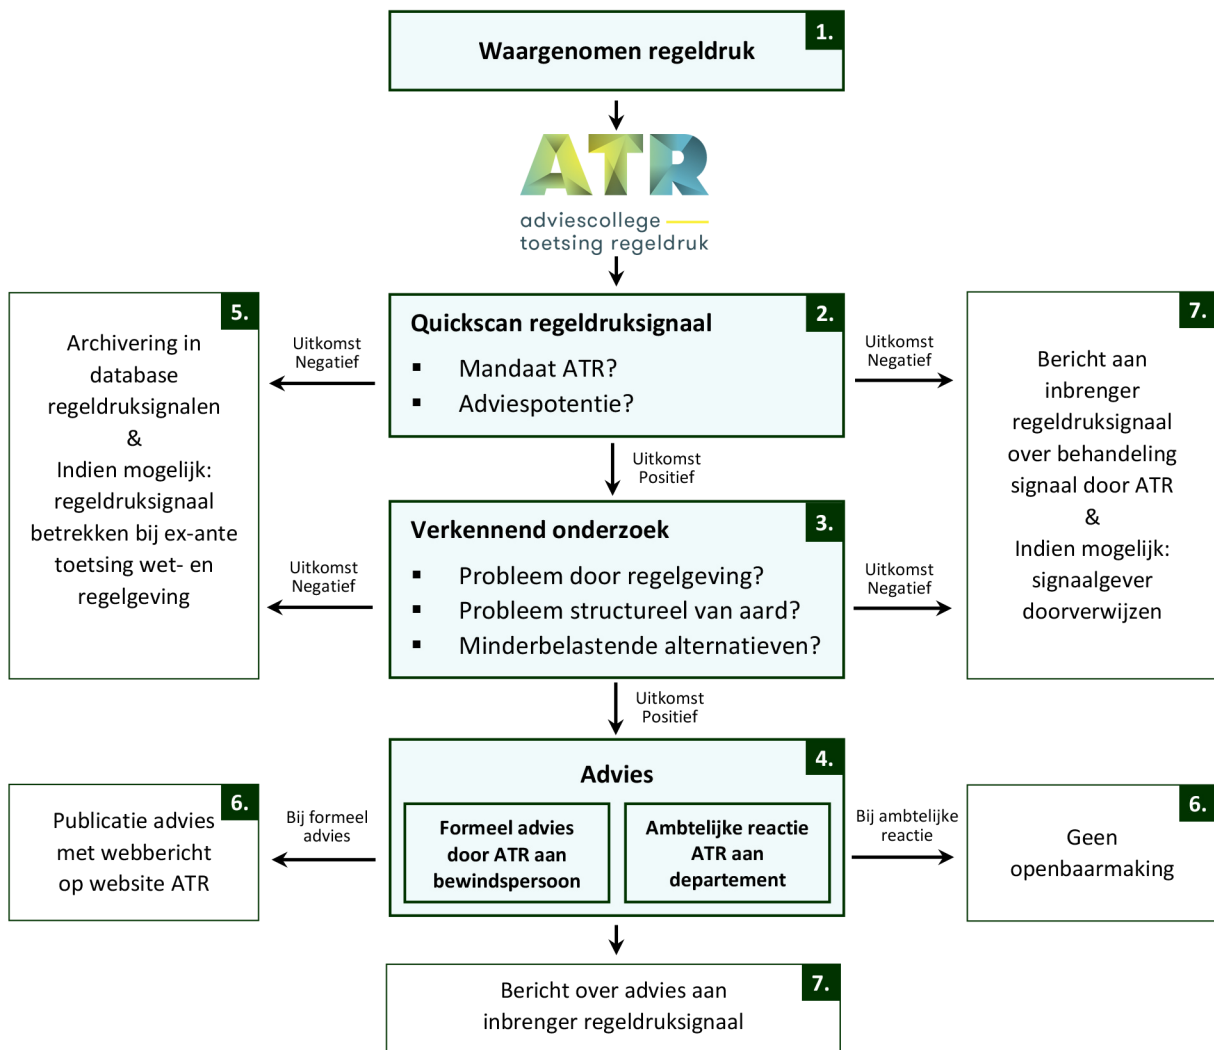 1.
Waargenomen regeldruk
ATR
adviescollege
toetsing regeldruk
5.
Archivering in
database
regeldruksignalen
&
Indien mogelijk:
regeldruksignaal
betrekken bij ex-ante
toetsing wet- en
regelgeving
Uitkomst
Negatief
2.
Quickscan regeldruksignaal
▪ Mandaat ATR?
▪ Adviespotentie?
Uitkomst
Negatief
7.
Bericht aan
inbrenger
regeldruksignaal
over behandeling
signaal door ATR
&
Indien mogelijk:
signaalgever
doorverwijzen
Uitkomst
Positief
Uitkomst
Negatief
3.
Verkennend onderzoek
▪ Probleem door regelgeving?
▪ Probleem structureel van aard?
▪ Minderbelastende alternatieven?
Uitkomst
Negatief
Uitkomst
Positief
6.
Publicatie advies
met webbericht
op website ATR
Bij formeel
advies
4.
Advies
Formeel advies
door ATR aan
bewindspersoon
Ambtelijke reactie
ATR aan
departement
Bij ambtelijke
reactie
6.
Geen
openbaarmaking
7.
Bericht over advies aan
inbrenger regeldruksignaal